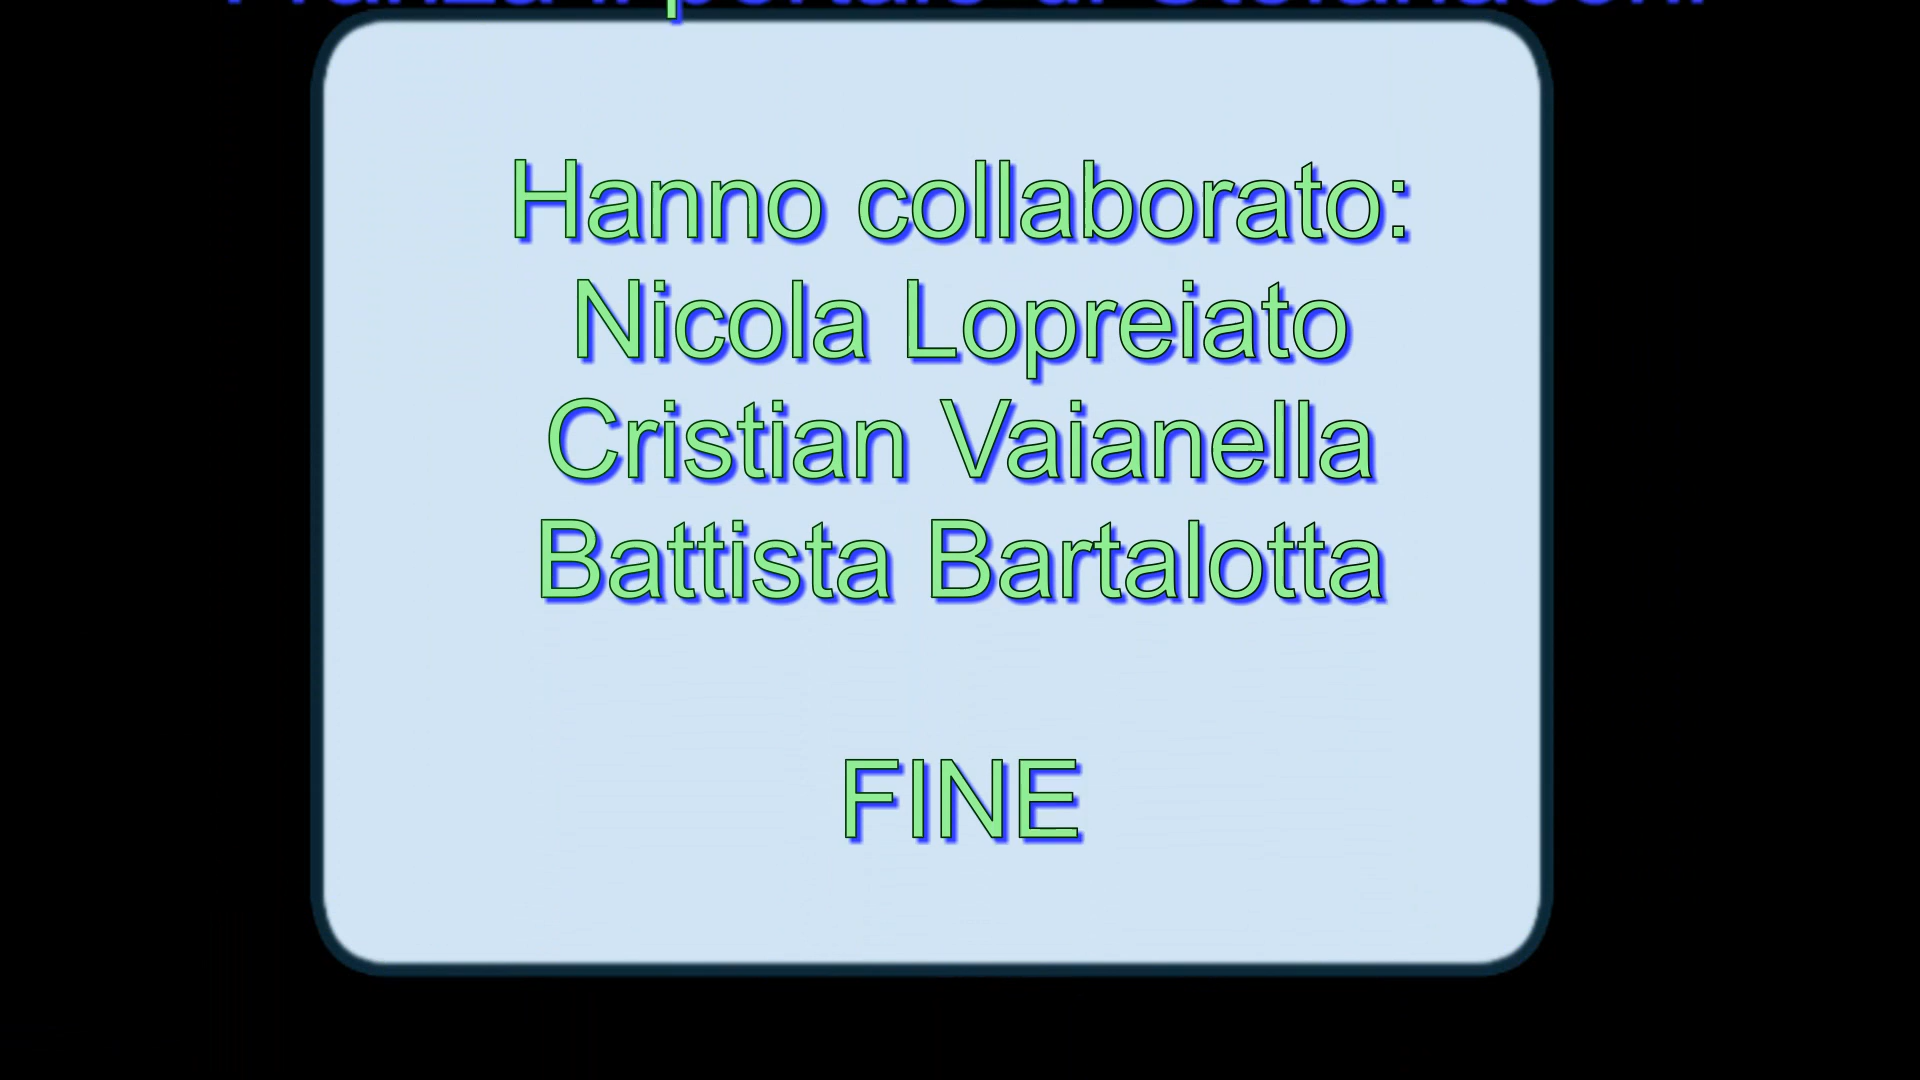 Hanno collaborato:
Nicola Lopreiato
Cristian Vaianella
Battista Bartalotta
FINE